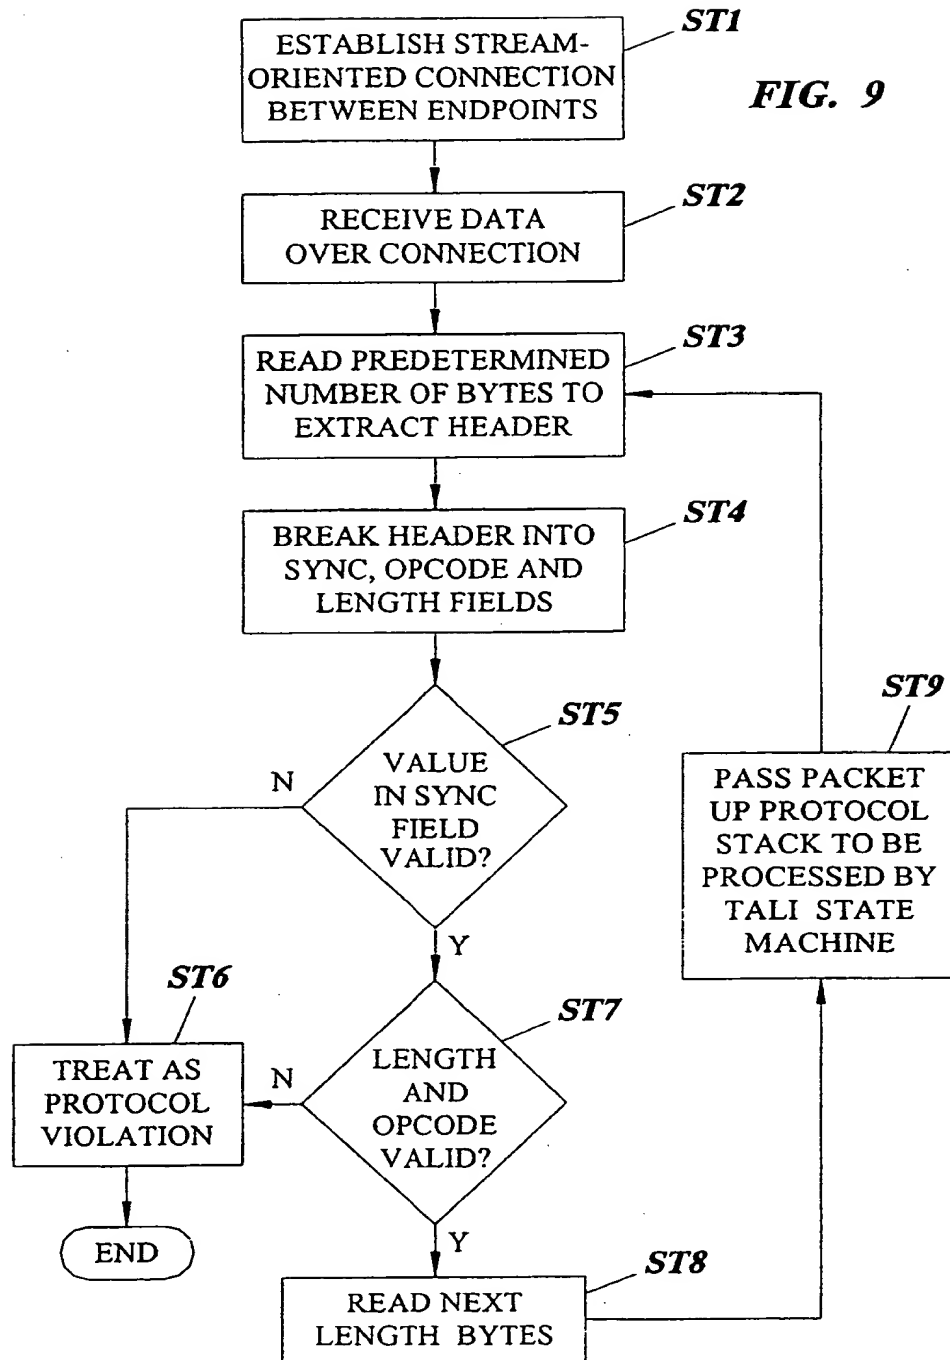 ST1
ESTABLISH STREAM-
ORIENTED CONNECTION
BETWEEN ENDPOINTS
FIG. 9
ST2
RECEIVE DATA
OVER CONNECTION
ST3
READ PREDETERMINED
NUMBER OF BYTES TO
EXTRACT HEADER
ST4
BREAK HEADER INTO
SYNC, OPCODE AND
LENGTH FIELDS
ST5
VALUE
IN SYNC
FIELD
VALID?
N
Y
ST6
TREAT AS
PROTOCOL
VIOLATION
END
ST7
LENGTH
AND
OPCODE
VALID?
N
Y
ST8
READ NEXT
LENGTH BYTES
ST9
PASS PACKET
UP PROTOCOL
STACK TO BE
PROCESSED BY
TALI STATE
MACHINE